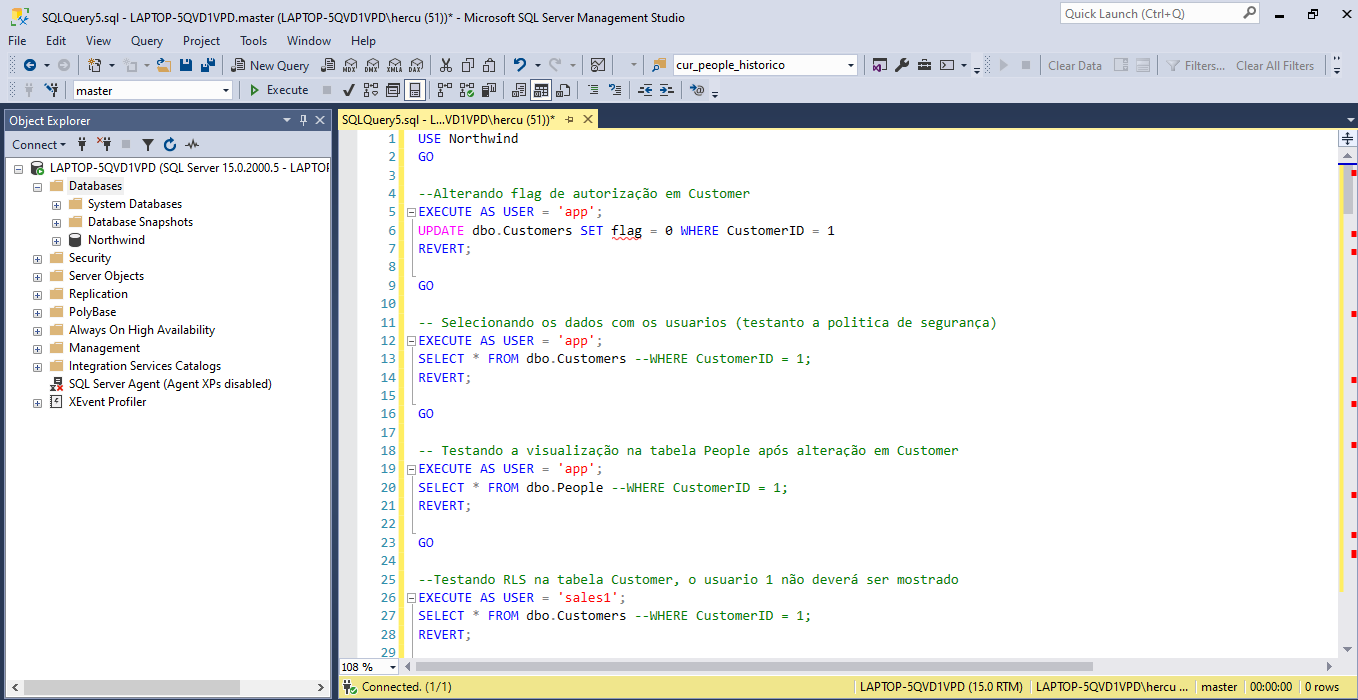 SQLQuery5.sql - LAPTOP-5QVD1VPD.master (LAPTOP-5QVD1VPD\hercu (51))* - Microsoft SQL Server Management Studio
Quick Launch (Ctrl+Q)
File Edit View Query Project Tools Window Help
New Query MDX DMX XMLA DAX cur_people_historico Clear Data Filters... Clear All Filters
master Execute
Object Explorer
Connect
LAPTOP-5QVD1VPD (SQL Server 15.0.2000.5 - LAPTOP
Databases
System Databases
Database Snapshots
Northwind
Security
Server Objects
Replication
PolyBase
Always On High Availability
Management
Integration Services Catalogs
SQL Server Agent (Agent XPs disabled)
XEvent Profiler
SQLQuery5.sql - L...VD1VPD\hercu (51))*
1 USE Northwind
2 GO
3
4 --Alterando flag de autorização em Customer
5 EXECUTE AS USER = 'app';
6 UPDATE dbo.Customers SET flag = 0 WHERE CustomerID = 1
7 REVERT;
8
9 GO
10
11 -- Selecionando os dados com os usuarios (testanto a politica de segurança)
12 EXECUTE AS USER = 'app';
13 SELECT * FROM dbo.Customers --WHERE CustomerID = 1;
14 REVERT;
15
16 GO
17
18 -- Testando a visualização na tabela People após alteração em Customer
19 EXECUTE AS USER = 'app';
20 SELECT * FROM dbo.People --WHERE CustomerID = 1;
21 REVERT;
22
23 GO
24
25 --Testando RLS na tabela Customer, o usuario 1 não deverá ser mostrado
26 EXECUTE AS USER = 'sales1';
27 SELECT * FROM dbo.Customers --WHERE CustomerID = 1;
28 REVERT;
29
108 %
Connected. (1/1) LAPTOP-5QVD1VPD (15.0 RTM) LAPTOP-5QVD1VPD\hercu ... master 00:00:00 0 rows